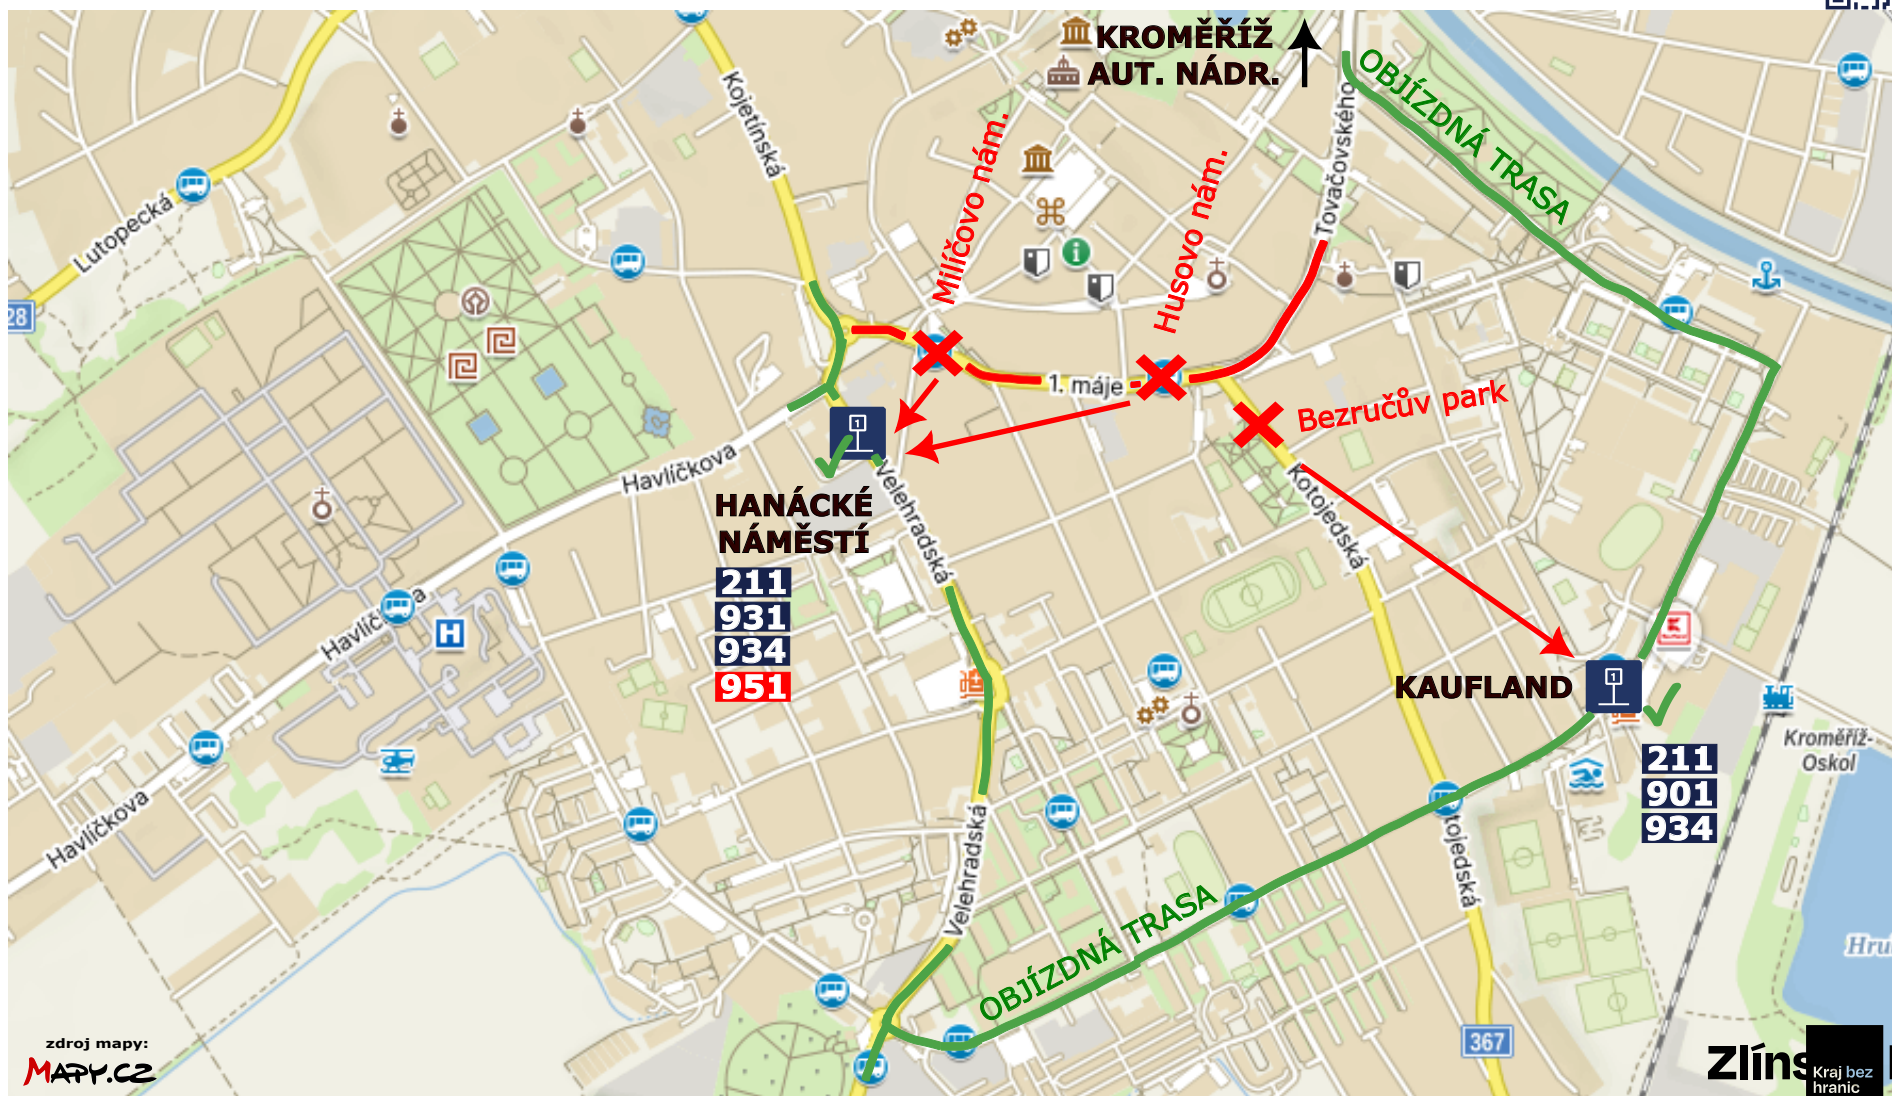 KROMĚŘÍŽ
AUT. NÁDR.
OBJÍZDNÁ TRASA
Kojetínská
Tovačovského
Milíčovo nám.
Husovo nám.
Lutopecká
28
1. máje
Bezručův park
Havlíčkova
Velehradská
Kotojedská
HANÁCKÉ
NÁMĚSTÍ
211
931
934
951
Havlíčkova
H
KAUFLAND
Kroměříž-
Oskol
211
901
934
Havlíčkova
Velehradská
OBJÍZDNÁ TRASA
367
zdroj mapy:
MAPY.CZ
Kraj bez
hranic